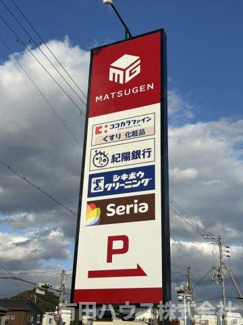 MG
MATSUGEN
ココカラファイン
くすり 化粧品
紀陽銀行
シキボウ
クリーニング
Seria
P
ハウス株式会社